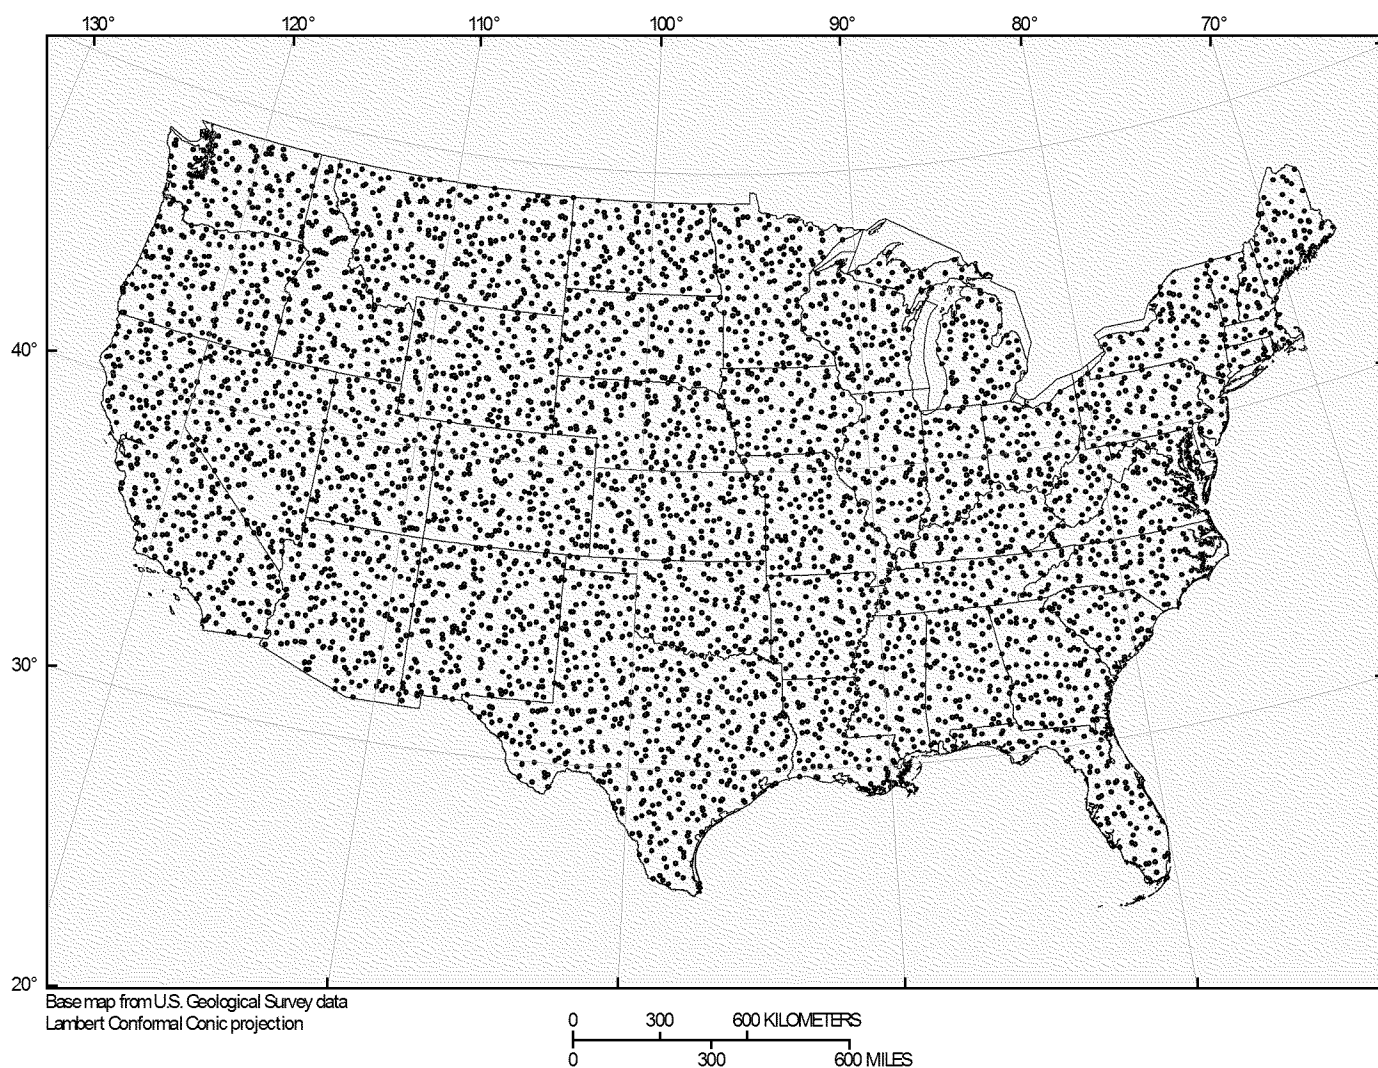 130° 120° 110° 100° 90° 80° 70°
40°
30°
20°
Base map from U.S. Geological Survey data
Lambert Conformal Conic projection
0 300 600 KILOMETERS
0 300 600 MILES